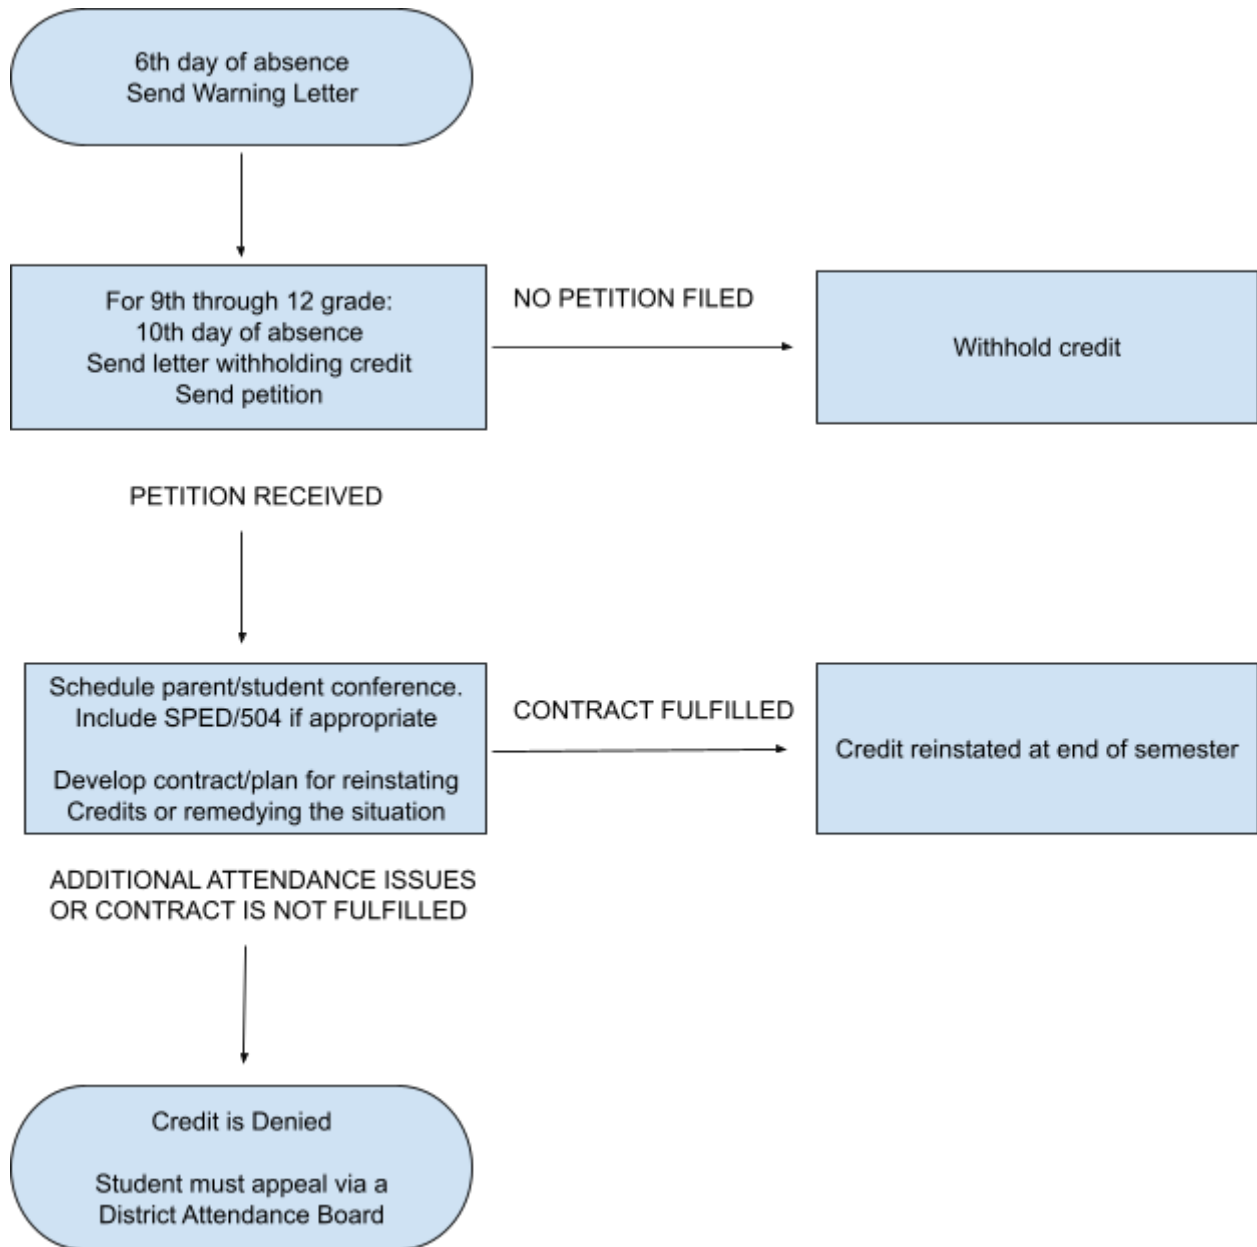 6th day of absence
Send Warning Letter
For 9th through 12 grade:
10th day of absence
Send letter withholding credit
Send petition
NO PETITION FILED
Withhold credit
PETITION RECEIVED
Schedule parent/student conference.
Include SPED/504 if appropriate
Develop contract/plan for reinstating
Credits or remedying the situation
CONTRACT FULFILLED
Credit reinstated at end of semester
ADDITIONAL ATTENDANCE ISSUES
OR CONTRACT IS NOT FULFILLED
Credit is Denied
Student must appeal via a
District Attendance Board